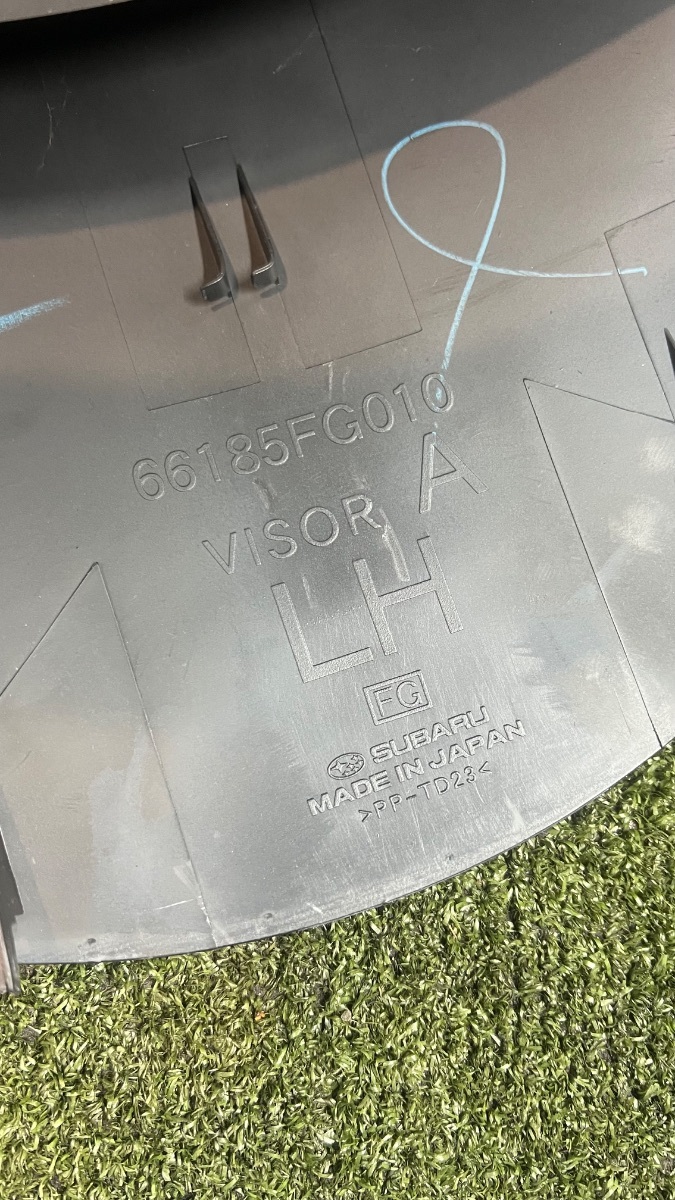 66185FG010
VISOR A
LH
FG
SUBARU
MADE IN JAPAN
>PP-TD23<